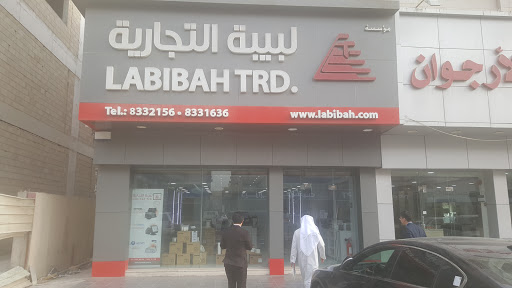 مؤسسة
لبيبة التجارية
LABIBAH TRD.
Tel.: 8332156 - 8331636
www.labibah.com
الأرجوان